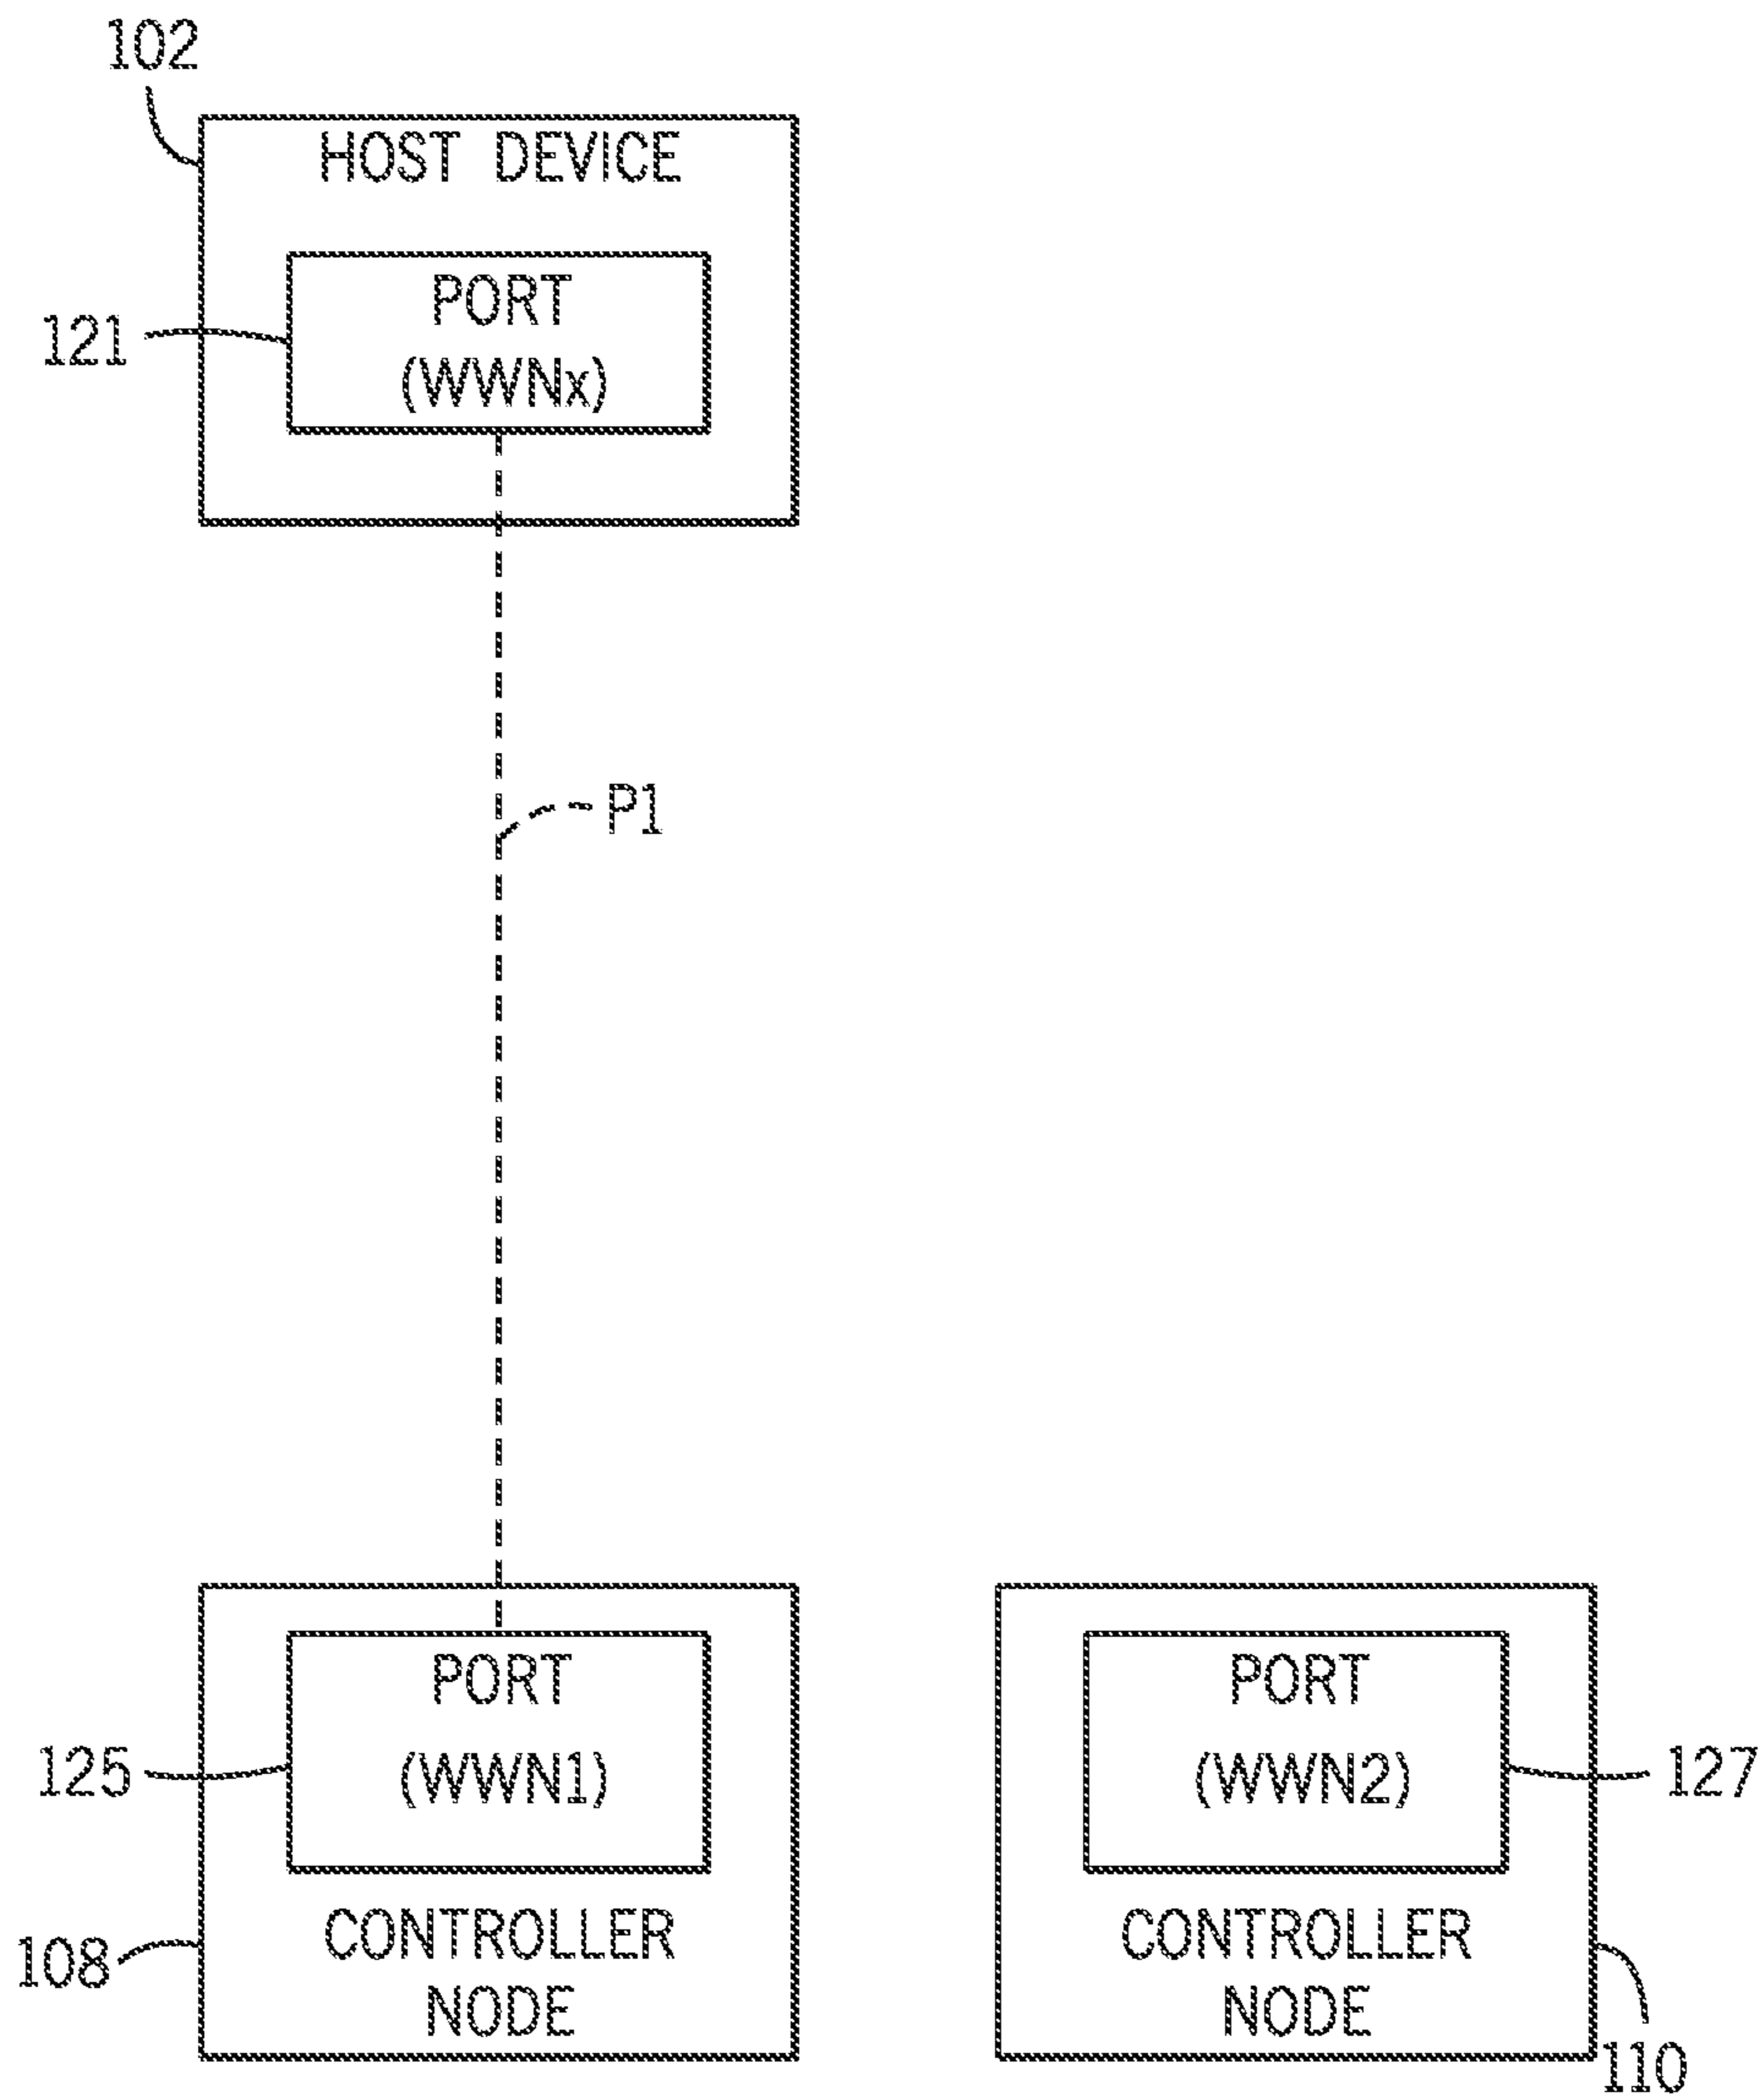 102
HOST DEVICE
PORT
(WWNx)
121
P1
PORT
(WWN1)
125
CONTROLLER
NODE
108
PORT
(WWN2)
127
CONTROLLER
NODE
110